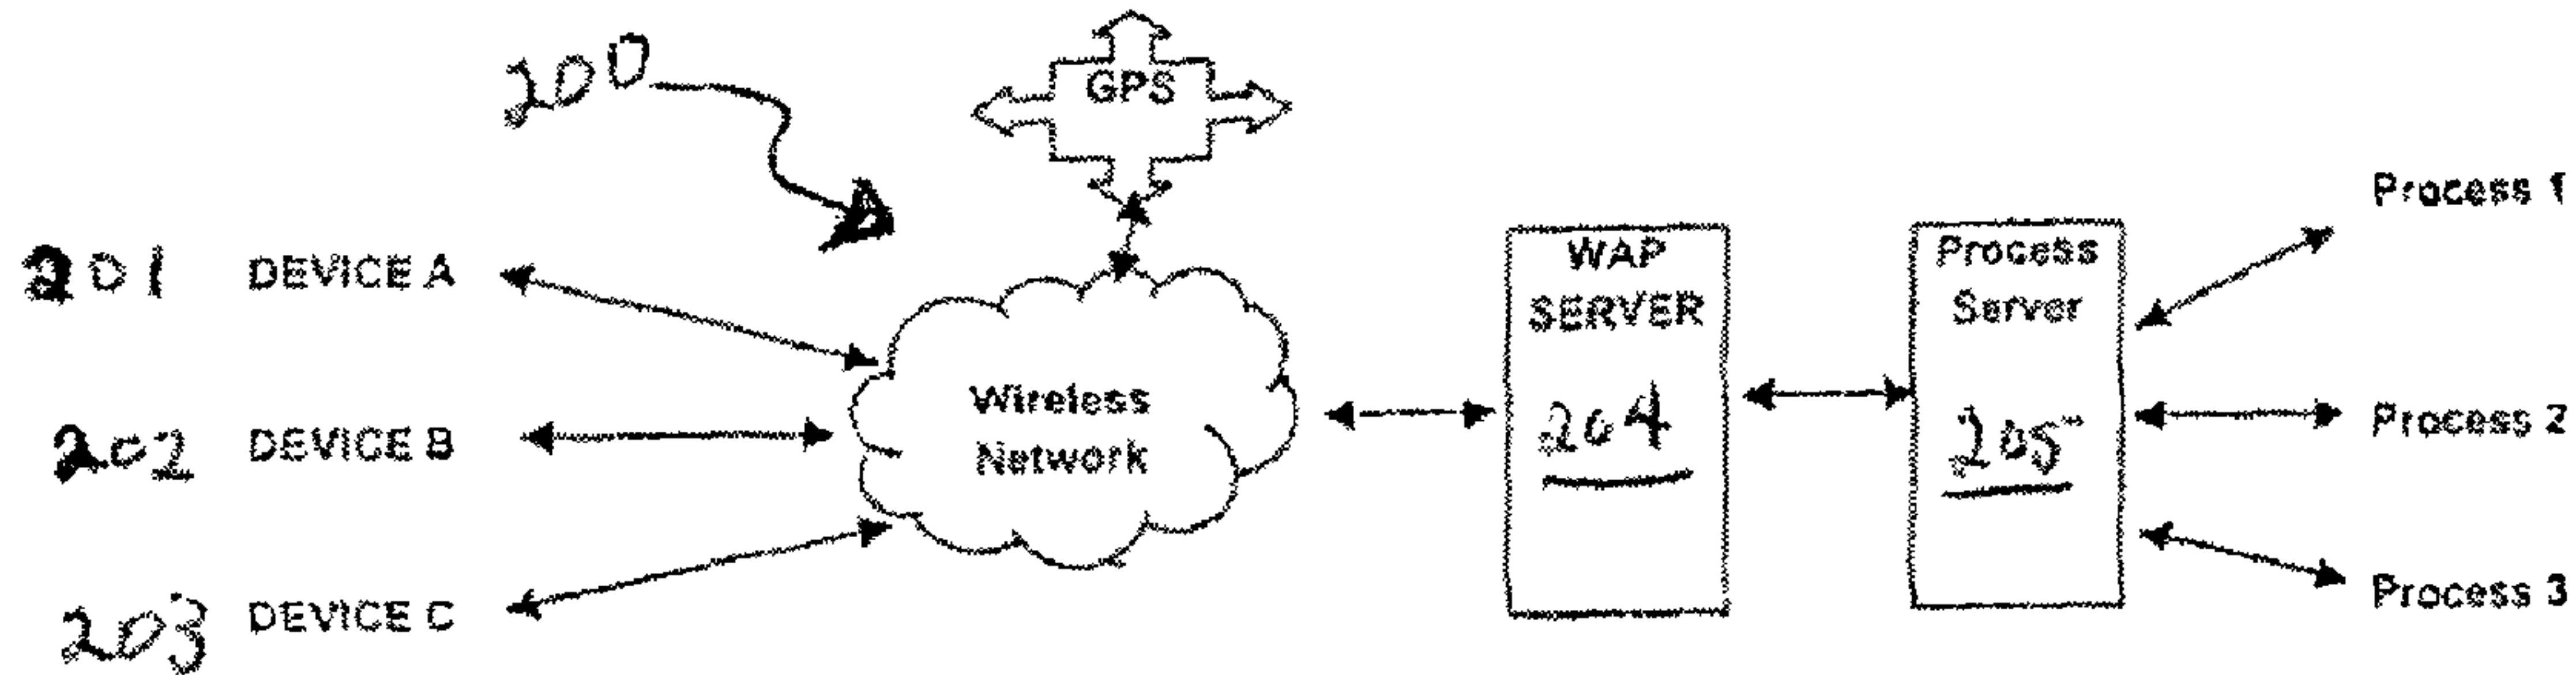 200
GPS
201 DEVICE A
202 DEVICE B
203 DEVICE C
Wireless
Network
WAP
SERVER
204
Process
Server
205
Process 1
Process 2
Process 3